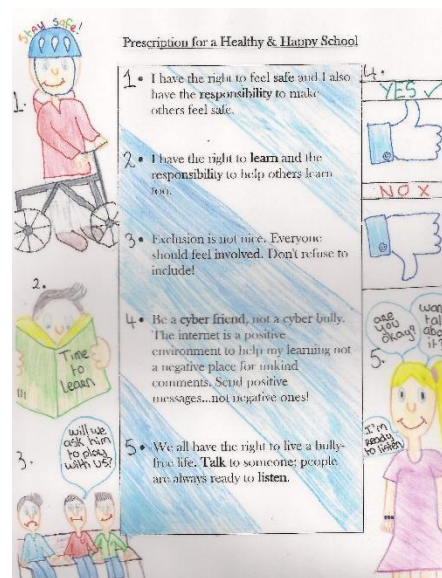 Stay Safe!
Prescription for a Healthy & Happy School
1.
1• I have the right to feel safe and I also
have the responsibility to make
others feel safe.
2• I have the right to learn and the
responsibility to help others learn
too.
3• Exclusion is not nice. Everyone
should feel involved. Don't refuse to
include!
4• Be a cyber friend, not a cyber bully.
The internet is a positive
environment to help my learning not
a negative place for unkind
comments. Send positive
messages...not negative ones!
5• We all have the right to live a bully-
free life. Talk to someone; people
are always ready to listen.
2.
Time
to
Learn
3.
will we
ask him
to play
with us?
4.
YES ✓
NO X
5.
are
you
okay?
want
talk
abo
it?
I'm
ready
to listen